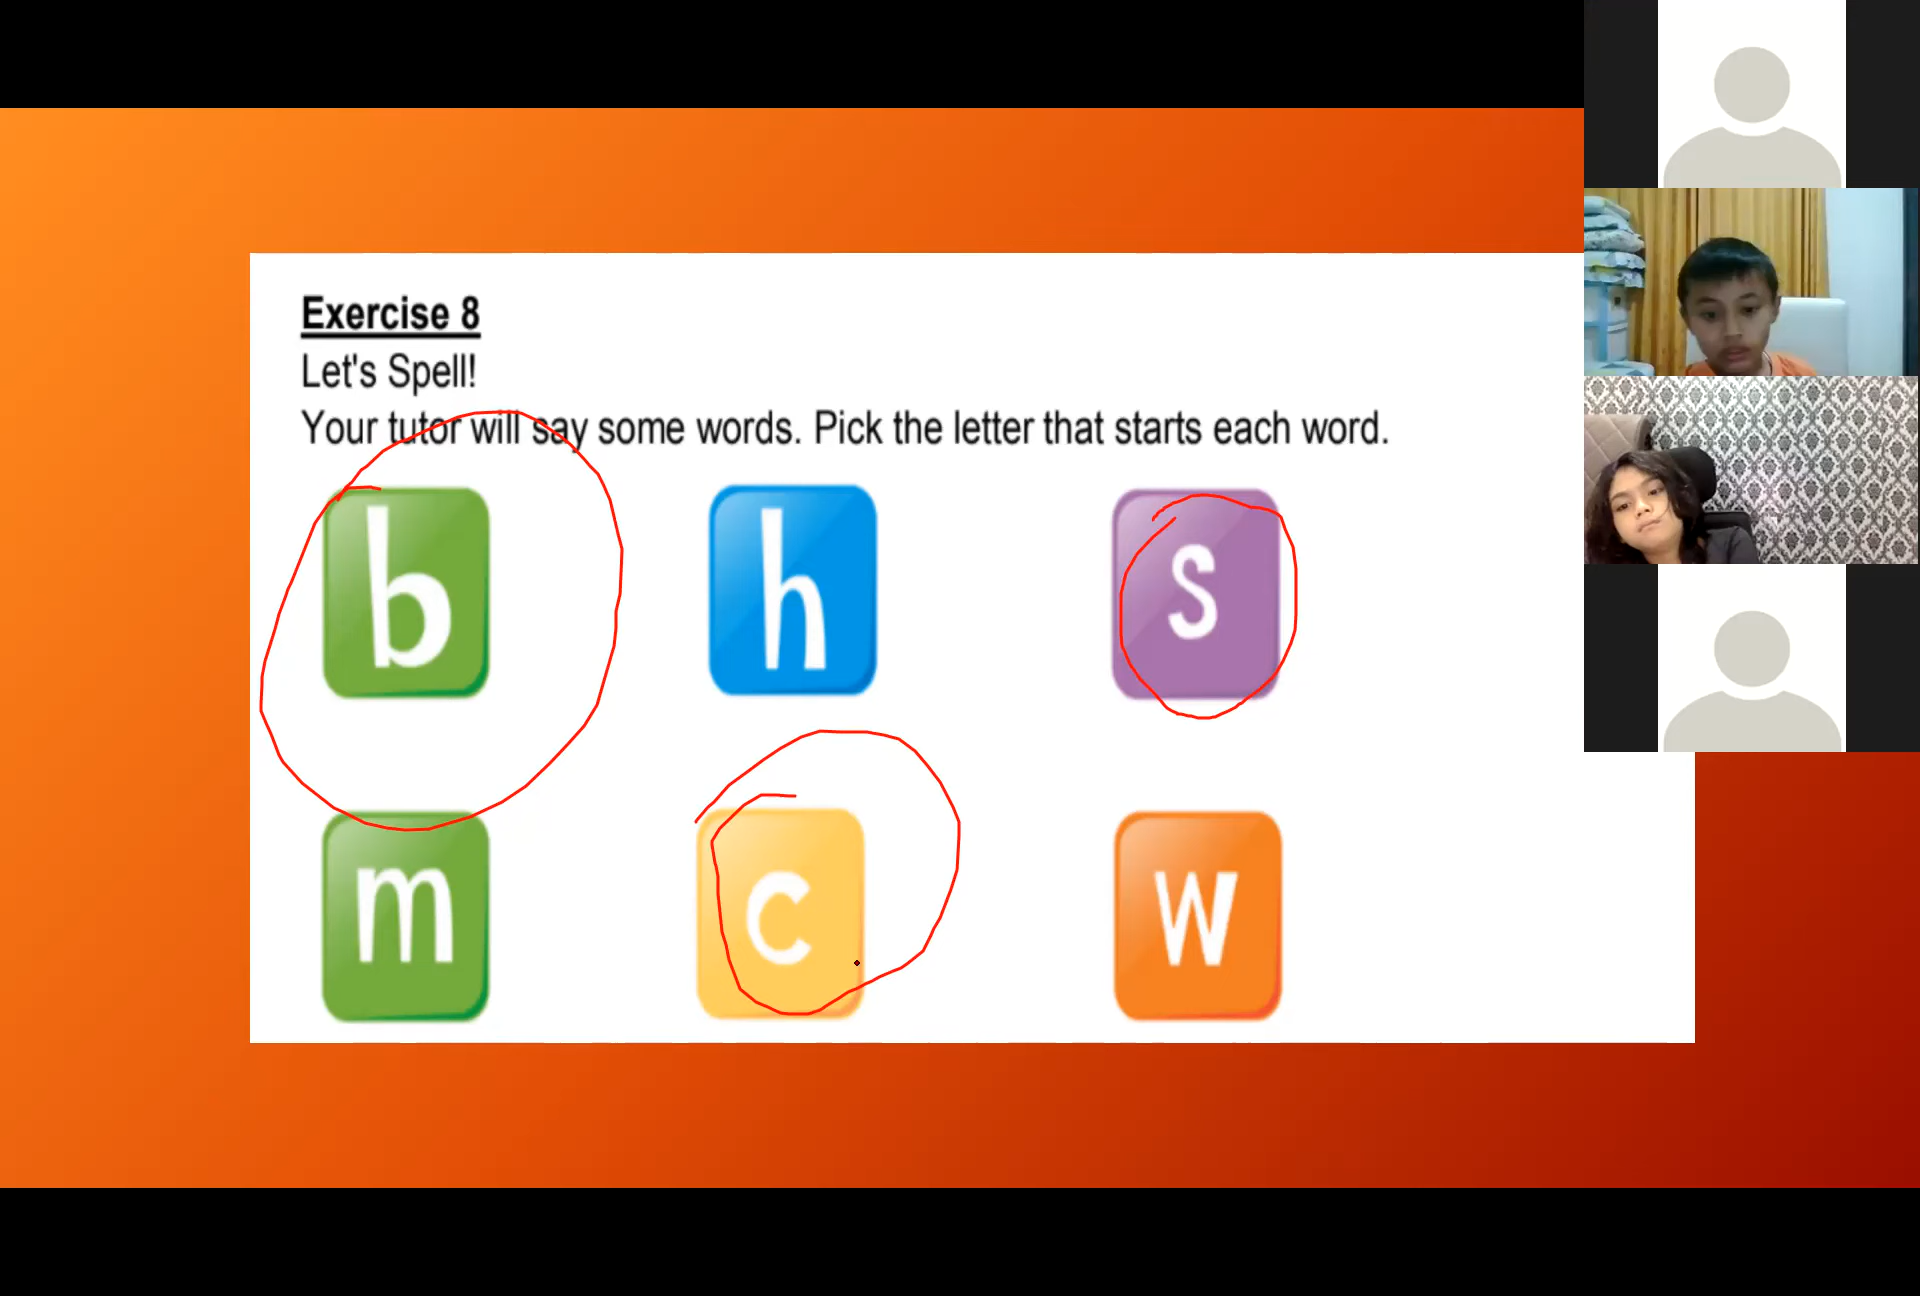 Exercise 8
Let's Spell!
Your tutor will say some words. Pick the letter that starts each word.
b h s
m c w